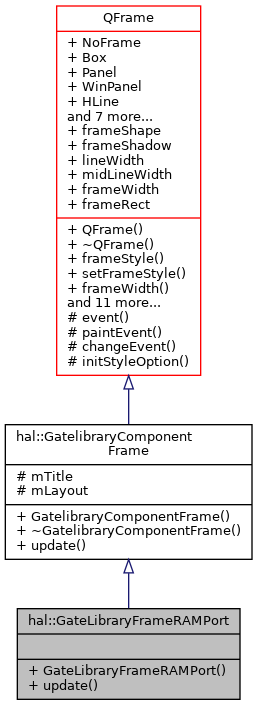 QFrame
+ NoFrame
+ Box
+ Panel
+ WinPanel
+ HLine
and 7 more...
+ frameShape
+ frameShadow
+ lineWidth
+ midLineWidth
+ frameWidth
+ frameRect
+ QFrame()
+ ~QFrame()
+ frameStyle()
+ setFrameStyle()
+ frameWidth()
and 11 more...
# event()
# paintEvent()
# changeEvent()
# initStyleOption()
hal::GatelibraryComponent
Frame
# mTitle
# mLayout
+ GatelibraryComponentFrame()
+ ~GatelibraryComponentFrame()
+ update()
hal::GateLibraryFrameRAMPort
+ GateLibraryFrameRAMPort()
+ update()